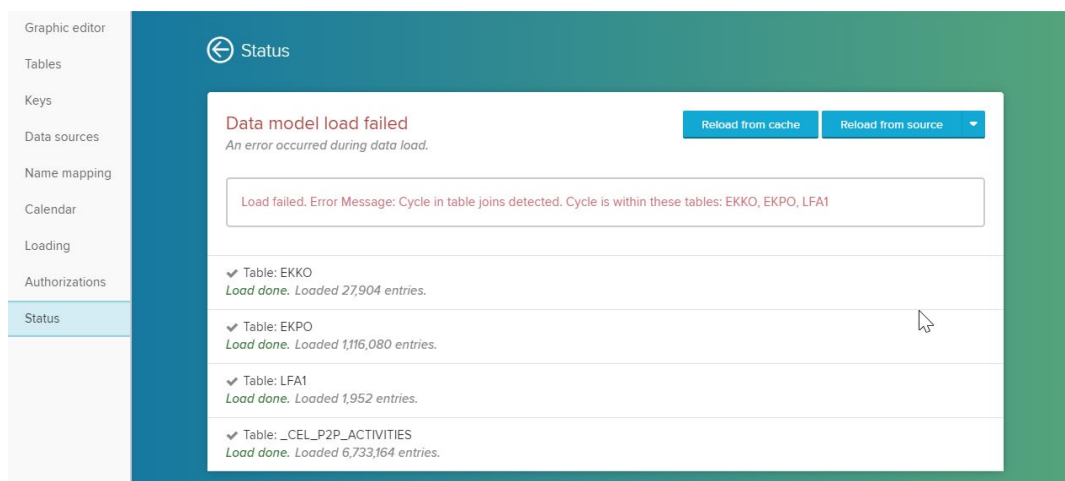 Graphic editor
Tables
Keys
Data sources
Name mapping
Calendar
Loading
Authorizations
Status
Status
Data model load failed
An error occurred during data load.
Reload from cache
Reload from source
Load failed. Error Message: Cycle in table joins detected. Cycle is within these tables: EKKO, EKPO, LFA1
Table: EKKO
Load done. Loaded 27,904 entries.
Table: EKPO
Load done. Loaded 1,116,080 entries.
Table: LFA1
Load done. Loaded 1,952 entries.
Table: _CEL_P2P_ACTIVITIES
Load done. Loaded 6,733,164 entries.